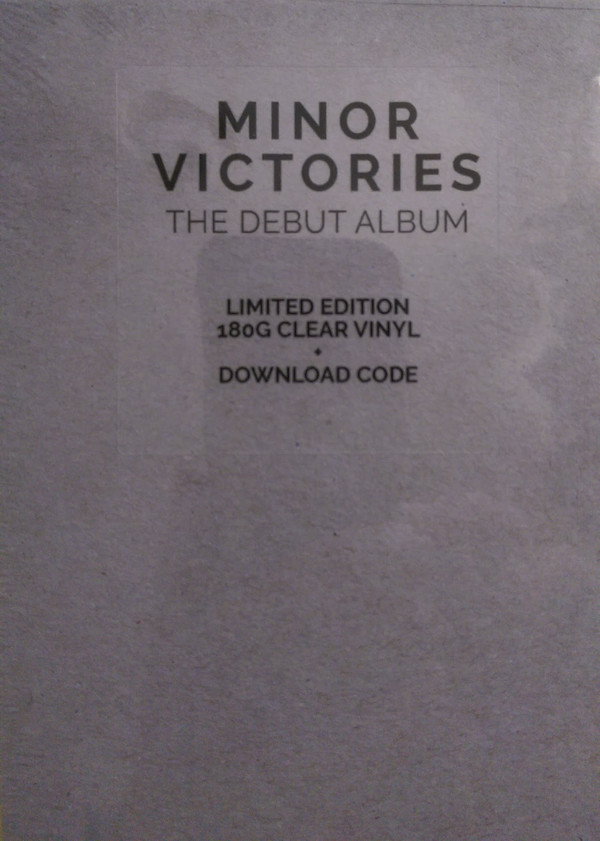 MINOR
VICTORIES
THE DEBUT ALBUM
LIMITED EDITION
180G CLEAR VINYL
+
DOWNLOAD CODE